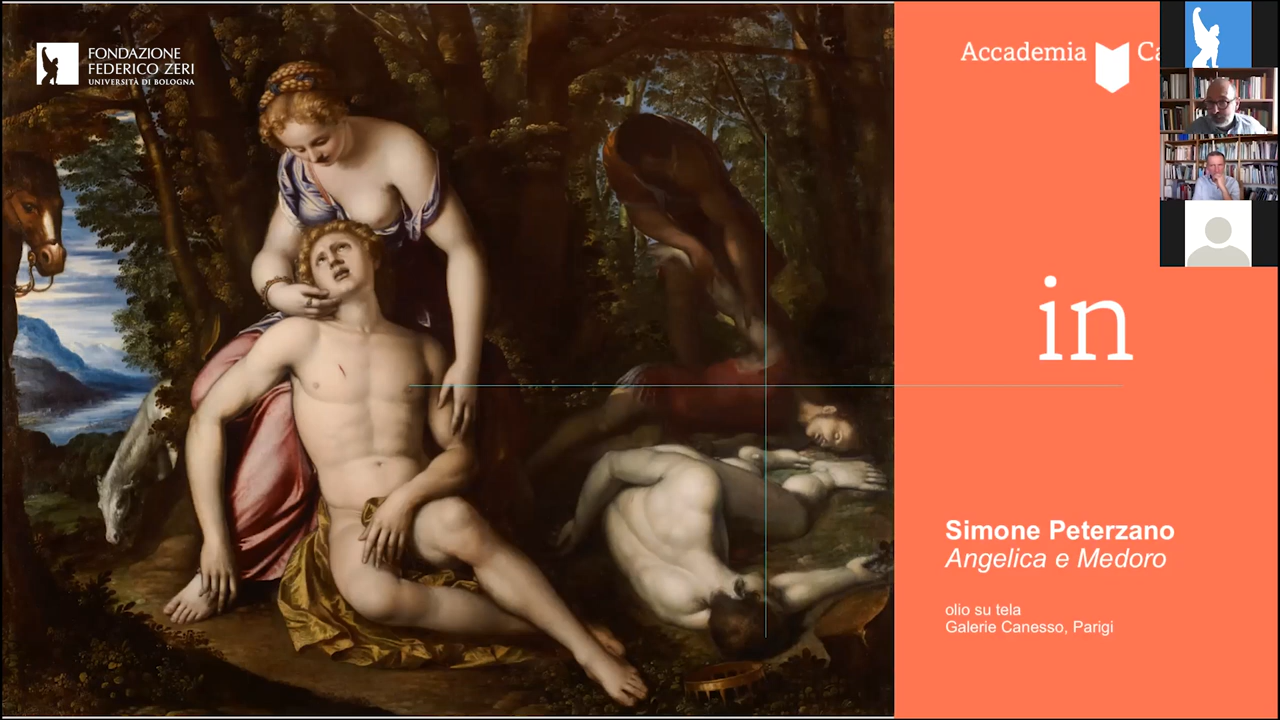 FONDAZIONE
FEDERICO ZERI
UNIVERSITÀ DI BOLOGNA
Accademia
in
Simone Peterzano
Angelica e Medoro
olio su tela
Galerie Canesso, Parigi